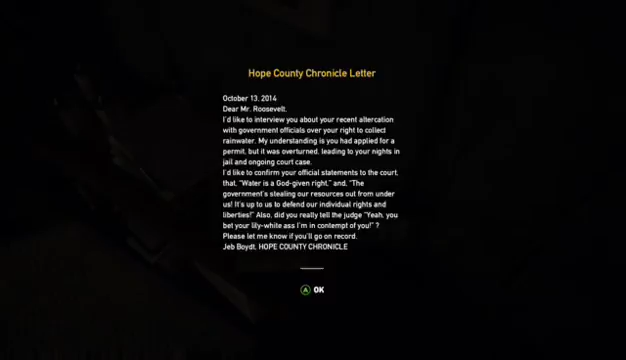 Hope County Chronicle Letter
October 13, 2014
Dear Mr. Roosevelt,
I'd like to interview you about your recent altercation
with government officials over your right to collect
rainwater. My understanding is you had applied for a
permit, but it was overturned, leading to your nights in
jail and ongoing court case.
I'd like to confirm your official statements to the court,
that, "Water is a God-given right," and, "The
government's stealing our resources out from under
us! It's up to us to defend our individual rights and
liberties!" Also, did you really tell the judge "Yeah, you
bet your lily-white ass I'm in contempt of you!" ?
Please let me know if you'll go on record.
Jeb Boydt, HOPE COUNTY CHRONICLE
A OK